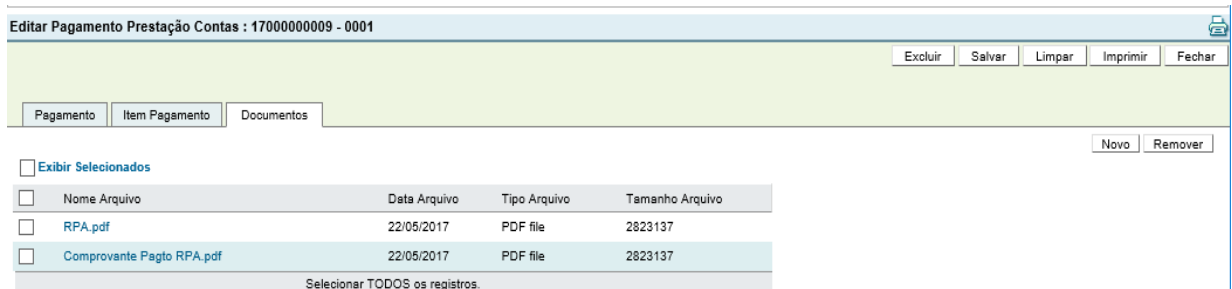 Editar Pagamento Prestação Contas : 17000000009 - 0001
Excluir Salvar Limpar Imprimir Fechar
Pagamento Item Pagamento Documentos
Novo Remover
Exibir Selecionados
Nome Arquivo Data Arquivo Tipo Arquivo Tamanho Arquivo
RPA.pdf 22/05/2017 PDF file 2823137
Comprovante Pagto RPA.pdf 22/05/2017 PDF file 2823137
Selecionar TODOS os registros.